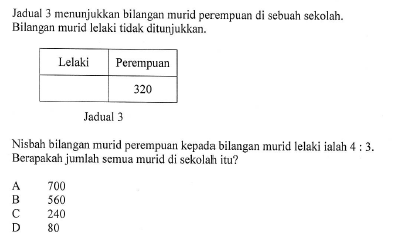 Jadual 3 menunjukkan bilangan murid perempuan di sebuah sekolah.
Bilangan murid lelaki tidak ditunjukkan.
Lelaki Perempuan
320
Jadual 3
Nisbah bilangan murid perempuan kepada bilangan murid lelaki ialah 4 : 3.
Berapakah jumlah semua murid di sekolah itu?
A 700
B 560
C 240
D 80